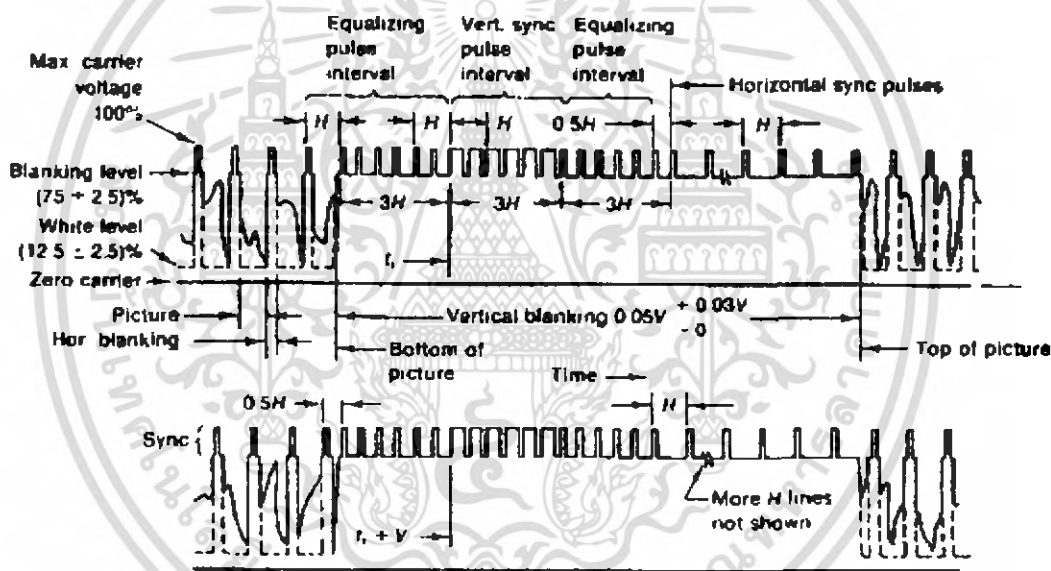 Equalizing pulse interval
Vert. sync pulse interval
Equalizing pulse interval
Max carrier voltage 100%
Horizontal sync pulses
H
H
H
0.5H
H
Blanking level (75 ± 2.5)%
3H
3H
3H
White level (12.5 ± 2.5)%
t₁
Zero carrier
Picture
Vertical blanking 0.05V + 0.03V - 0
Hor blanking
Bottom of picture
Time
Top of picture
0.5H
H
Sync
More H lines not shown
t₁ + V